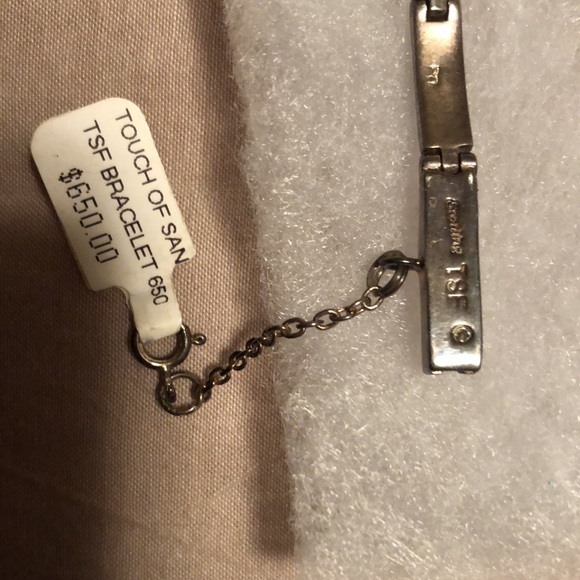 TOUCH OF SAN
TSF BRACELET 650
$650.00
Sterling
TSF